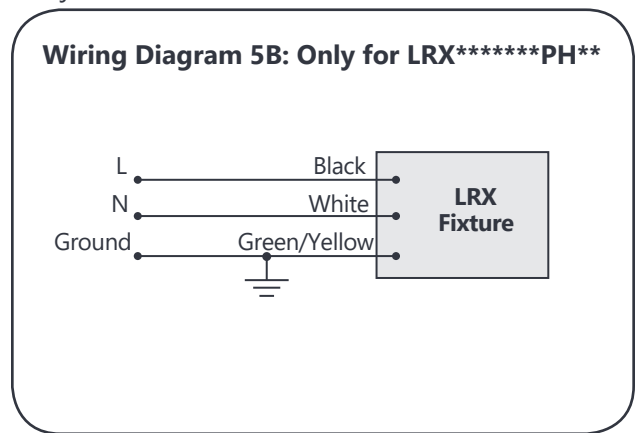 Wiring Diagram 5B: Only for LRX*******PH**
L Black
N White
Ground Green/Yellow
LRX
Fixture